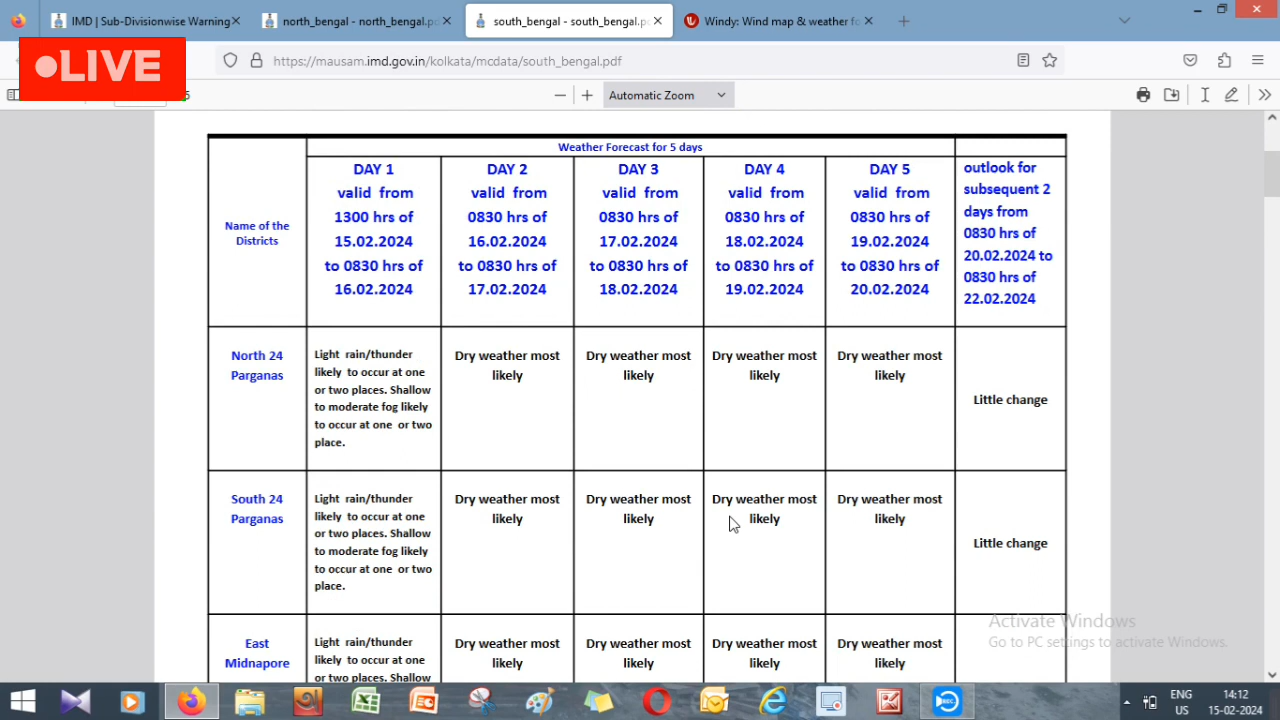 IMD | Sub-Divisionwise Warning
north_bengal - north_bengal.pd
south_bengal - south_bengal.p
Windy: Wind map & weather fo
LIVE
https://mausam.imd.gov.in/kolkata/mcdata/south_bengal.pdf
Automatic Zoom
Name of the
Districts
Weather Forecast for 5 days
DAY 1
valid from
1300 hrs of
15.02.2024
to 0830 hrs of
16.02.2024
DAY 2
valid from
0830 hrs of
16.02.2024
to 0830 hrs of
17.02.2024
DAY 3
valid from
0830 hrs of
17.02.2024
to 0830 hrs of
18.02.2024
DAY 4
valid from
0830 hrs of
18.02.2024
to 0830 hrs of
19.02.2024
DAY 5
valid from
0830 hrs of
19.02.2024
to 0830 hrs of
20.02.2024
outlook for
subsequent 2
days from
0830 hrs of
20.02.2024 to
0830 hrs of
22.02.2024
North 24
Parganas
Light rain/thunder
likely to occur at one
or two places. Shallow
to moderate fog likely
to occur at one or two
place.
Dry weather most
likely
Dry weather most
likely
Dry weather most
likely
Dry weather most
likely
Little change
South 24
Parganas
Light rain/thunder
likely to occur at one
or two places. Shallow
to moderate fog likely
to occur at one or two
place.
Dry weather most
likely
Dry weather most
likely
Dry weather most
likely
Dry weather most
likely
Little change
East
Midnapore
Light rain/thunder
likely to occur at one
or two places. Shallow
Dry weather most
likely
Dry weather most
likely
Dry weather most
likely
Dry weather most
likely
Activate Windows
Go to PC settings to activate Windows.
REC
ENG
US
14:12
15-02-2024